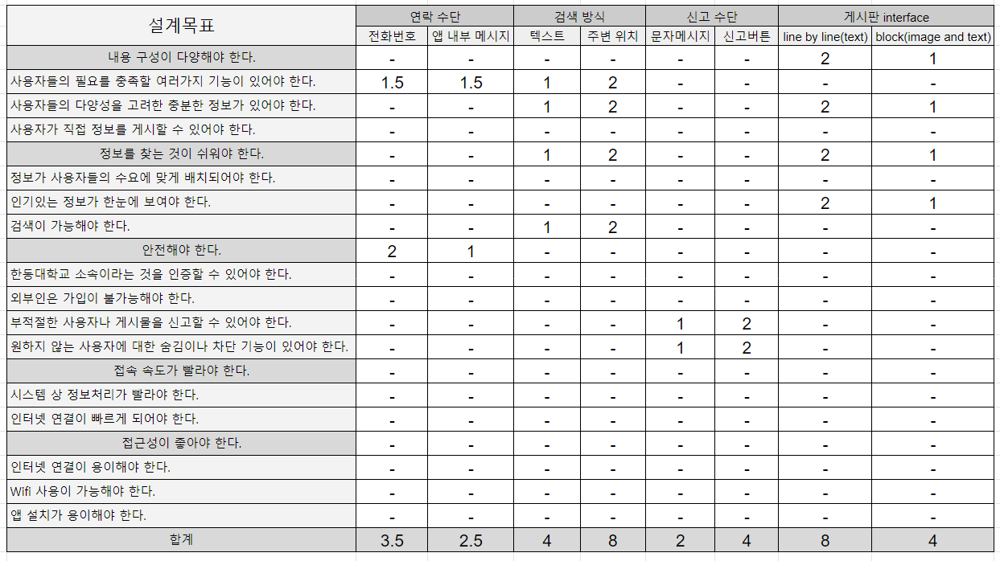 설계목표 연락 수단 검색 방식 신고 수단 게시판 interface
전화번호 앱 내부 메시지 텍스트 주변 위치 문자메시지 신고버튼 line by line(text) block(image and text)
내용 구성이 다양해야 한다. - - - - - - 2 1
사용자들의 필요를 충족할 여러가지 기능이 있어야 한다. 1.5 1.5 1 2 - - - -
사용자들의 다양성을 고려한 충분한 정보가 있어야 한다. - - 1 2 - - 2 1
사용자가 직접 정보를 게시할 수 있어야 한다. - - - - - - - -
정보를 찾는 것이 쉬워야 한다. - - 1 2 - - 2 1
정보가 사용자들의 수요에 맞게 배치되어야 한다. - - - - - - - -
인기있는 정보가 한눈에 보여야 한다. - - - - - - 2 1
검색이 가능해야 한다. - - 1 2 - - - -
안전해야 한다. 2 1 - - - - - -
한동대학교 소속이라는 것을 인증할 수 있어야 한다. - - - - - - - -
외부인은 가입이 불가능해야 한다. - - - - - - - -
부적절한 사용자나 게시물을 신고할 수 있어야 한다. - - - - 1 2 - -
원하지 않는 사용자에 대한 숨김이나 차단 기능이 있어야 한다. - - - - 1 2 - -
접속 속도가 빨라야 한다. - - - - - - - -
시스템 상 정보처리가 빨라야 한다. - - - - - - - -
인터넷 연결이 빠르게 되어야 한다. - - - - - - - -
접근성이 좋아야 한다. - - - - - - - -
인터넷 연결이 용이해야 한다. - - - - - - - -
Wifi 사용이 가능해야 한다. - - - - - - - -
앱 설치가 용이해야 한다. - - - - - - - -
합계 3.5 2.5 4 8 2 4 8 4